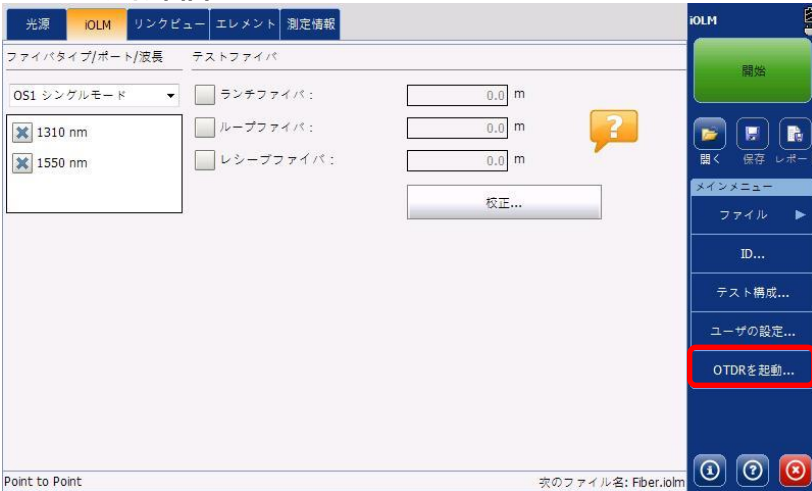 光源 iOLM リンクビュー エレメント 測定情報
ファイバタイプ/ポート/波長 テストファイバ
OS1 シングルモード ランチファイバ： 0.0 m
1310 nm ループファイバ： 0.0 m
1550 nm レシーブファイバ： 0.0 m
?
校正...
Point to Point 次のファイル名: Fiber.iolm
iOLM
開始
開く 保存 レポー
メインメニュー
ファイル
ID...
テスト構成...
ユーザの設定...
OTDRを起動...